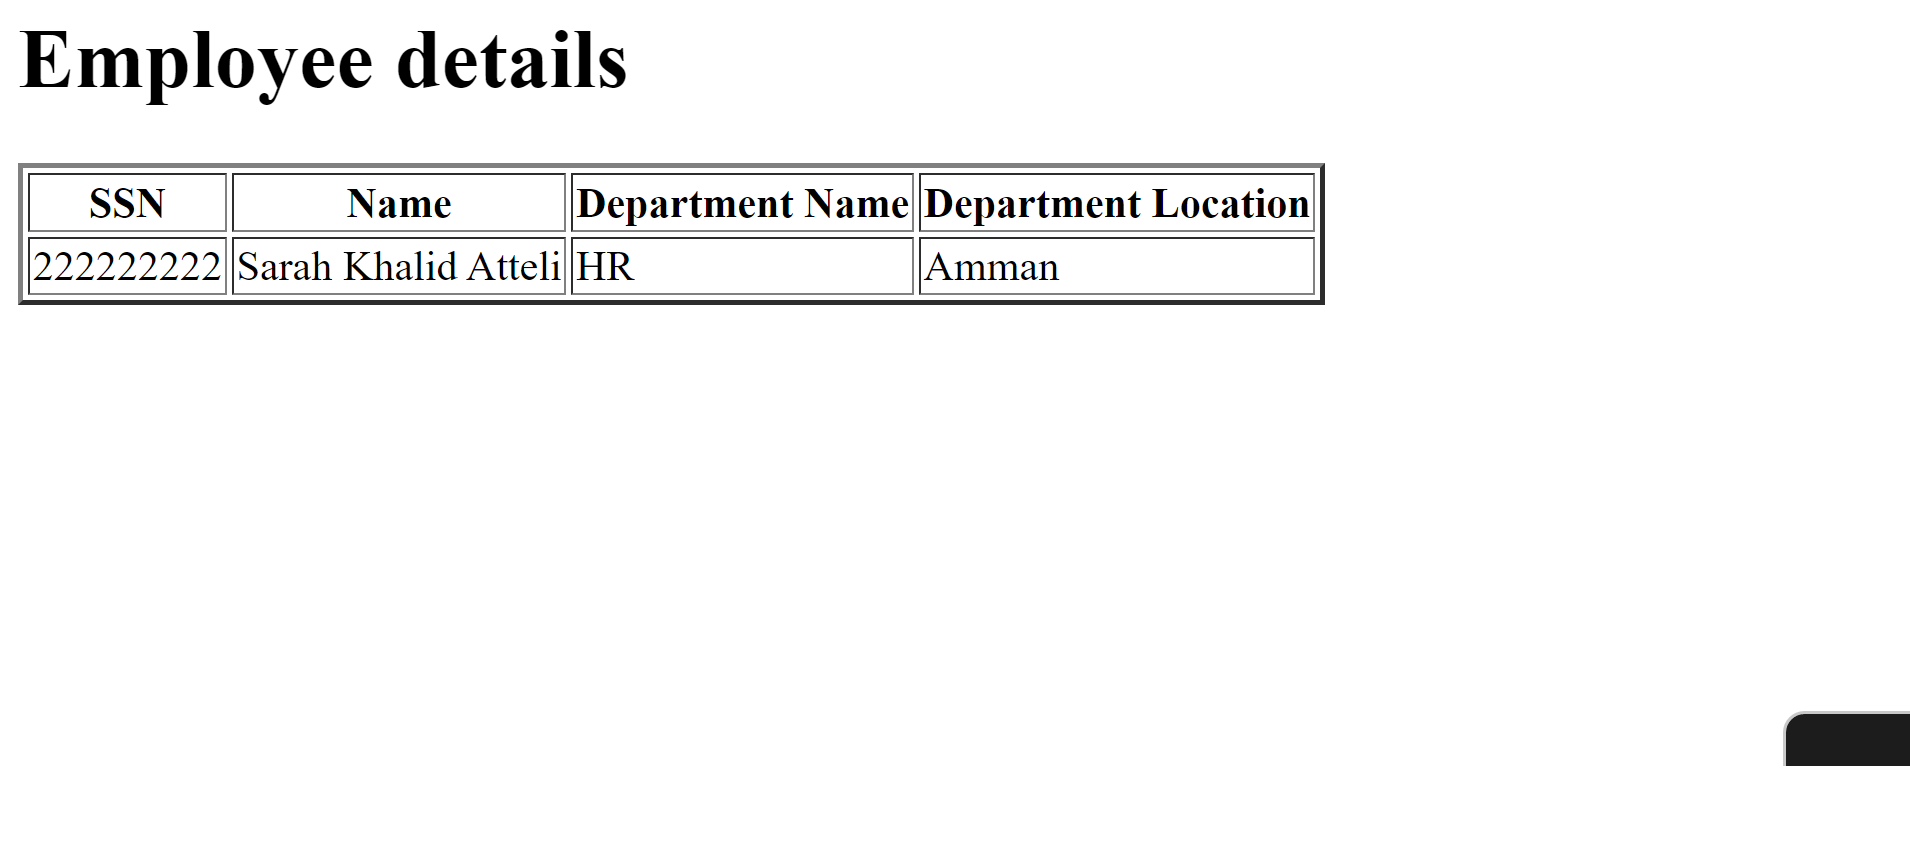 Employee details
SSN Name Department Name Department Location
222222222 Sarah Khalid Atteli HR Amman